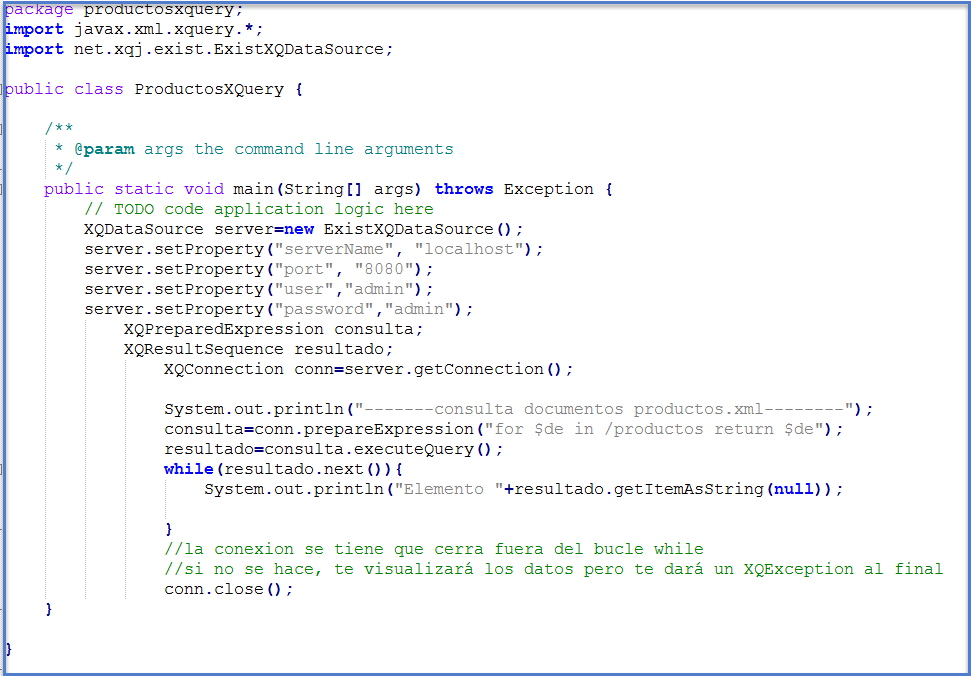 package productosxquery;
import javax.xml.xquery.*;
import net.xqj.exist.ExistXQDataSource;
public class ProductosXQuery {
/**
* @param args the command line arguments
*/
public static void main(String[] args) throws Exception {
// TODO code application logic here
XQDataSource server=new ExistXQDataSource();
server.setProperty("serverName", "localhost");
server.setProperty("port", "8080");
server.setProperty("user","admin");
server.setProperty("password","admin");
XQPreparedExpression consulta;
XQResultSequence resultado;
XQConnection conn=server.getConnection();
System.out.println("-------consulta documentos productos.xml--------");
consulta=conn.prepareExpression("for $de in /productos return $de");
resultado=consulta.executeQuery();
while(resultado.next()){
System.out.println("Elemento "+resultado.getItemAsString(null));
}
//la conexion se tiene que cerra fuera del bucle while
//si no se hace, te visualizará los datos pero te dará un XQException al final
conn.close();
}
}